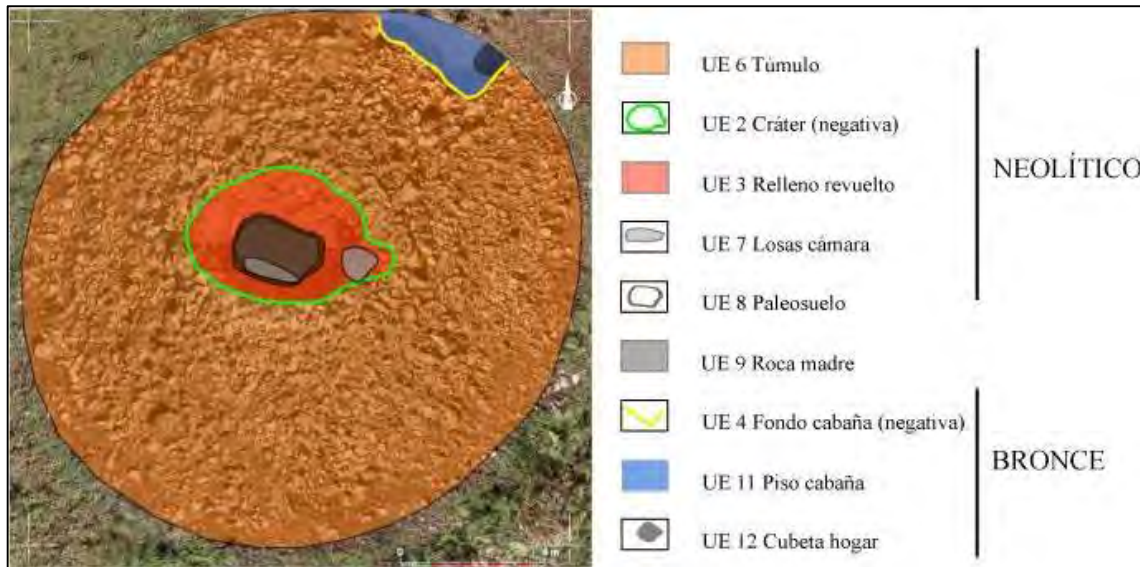 UE 6 Túmulo
UE 2 Cráter (negativa)
UE 3 Relleno revuelto
UE 7 Losas cámara
UE 8 Paleosuelo
UE 9 Roca madre
UE 4 Fondo cabaña (negativa)
UE 11 Piso cabaña
UE 12 Cubeta hogar
NEOLÍTICO
BRONCE
0